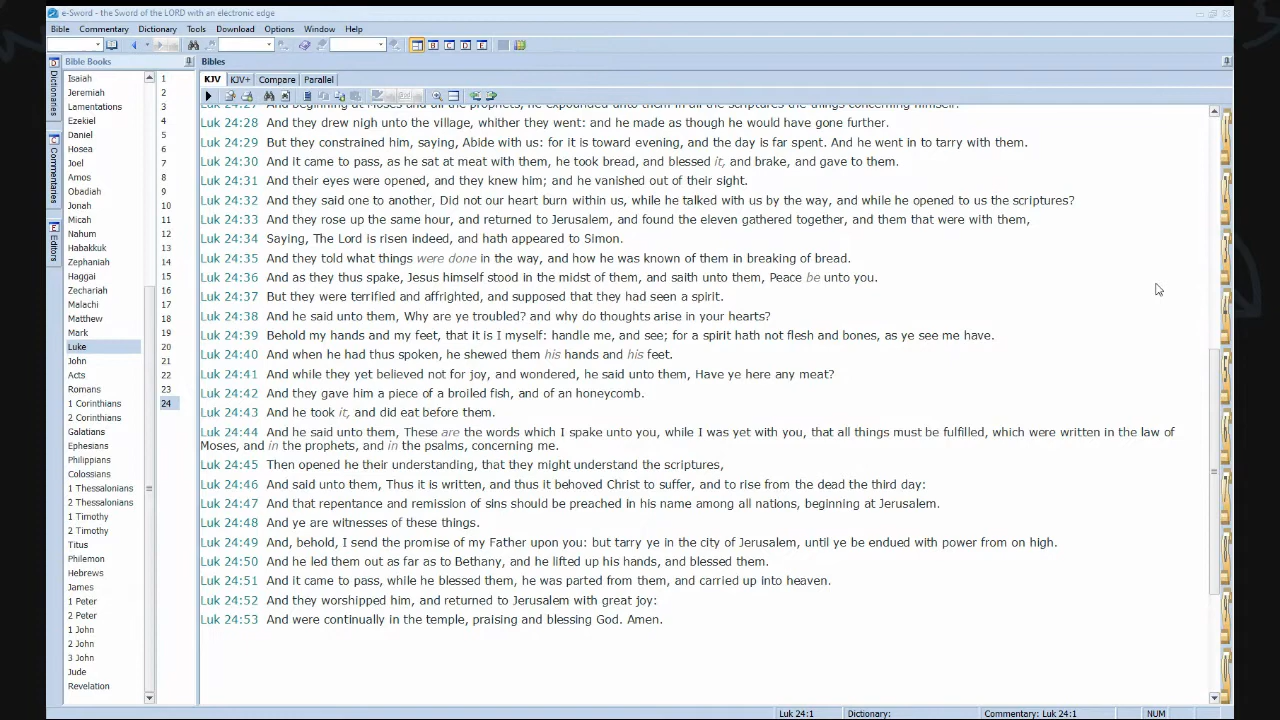 e-Sword - the Sword of the LORD with an electronic edge
Bible Commentary Dictionary Tools Download Options Window Help
B C D E
Bible Books
Bibles
Dictionaries
Commentaries
Editors
Isaiah
Jeremiah
Lamentations
Ezekiel
Daniel
Hosea
Joel
Amos
Obadiah
Jonah
Micah
Nahum
Habakkuk
Zephaniah
Haggai
Zechariah
Malachi
Matthew
Mark
Luke
John
Acts
Romans
1 Corinthians
2 Corinthians
Galatians
Ephesians
Philippians
Colossians
1 Thessalonians
2 Thessalonians
1 Timothy
2 Timothy
Titus
Philemon
Hebrews
James
1 Peter
2 Peter
1 John
2 John
3 John
Jude
Revelation
1
2
3
4
5
6
7
8
9
10
11
12
13
14
15
16
17
18
19
20
21
22
23
24
KJV KJV+ Compare Parallel
Luk 24:27 And beginning at Moses and all the prophets, he expounded unto them in all the scriptures the things concerning himself.
Luk 24:28 And they drew nigh unto the village, whither they went: and he made as though he would have gone further.
Luk 24:29 But they constrained him, saying, Abide with us: for it is toward evening, and the day is far spent. And he went in to tarry with them.
Luk 24:30 And it came to pass, as he sat at meat with them, he took bread, and blessed it, and brake, and gave to them.
Luk 24:31 And their eyes were opened, and they knew him; and he vanished out of their sight.
Luk 24:32 And they said one to another, Did not our heart burn within us, while he talked with us by the way, and while he opened to us the scriptures?
Luk 24:33 And they rose up the same hour, and returned to Jerusalem, and found the eleven gathered together, and them that were with them,
Luk 24:34 Saying, The Lord is risen indeed, and hath appeared to Simon.
Luk 24:35 And they told what things were done in the way, and how he was known of them in breaking of bread.
Luk 24:36 And as they thus spake, Jesus himself stood in the midst of them, and saith unto them, Peace be unto you.
Luk 24:37 But they were terrified and affrighted, and supposed that they had seen a spirit.
Luk 24:38 And he said unto them, Why are ye troubled? and why do thoughts arise in your hearts?
Luk 24:39 Behold my hands and my feet, that it is I myself: handle me, and see; for a spirit hath not flesh and bones, as ye see me have.
Luk 24:40 And when he had thus spoken, he shewed them his hands and his feet.
Luk 24:41 And while they yet believed not for joy, and wondered, he said unto them, Have ye here any meat?
Luk 24:42 And they gave him a piece of a broiled fish, and of an honeycomb.
Luk 24:43 And he took it, and did eat before them.
Luk 24:44 And he said unto them, These are the words which I spake unto you, while I was yet with you, that all things must be fulfilled, which were written in the law of
Moses, and in the prophets, and in the psalms, concerning me.
Luk 24:45 Then opened he their understanding, that they might understand the scriptures,
Luk 24:46 And said unto them, Thus it is written, and thus it behoved Christ to suffer, and to rise from the dead the third day:
Luk 24:47 And that repentance and remission of sins should be preached in his name among all nations, beginning at Jerusalem.
Luk 24:48 And ye are witnesses of these things.
Luk 24:49 And, behold, I send the promise of my Father upon you: but tarry ye in the city of Jerusalem, until ye be endued with power from on high.
Luk 24:50 And he led them out as far as to Bethany, and he lifted up his hands, and blessed them.
Luk 24:51 And it came to pass, while he blessed them, he was parted from them, and carried up into heaven.
Luk 24:52 And they worshipped him, and returned to Jerusalem with great joy:
Luk 24:53 And were continually in the temple, praising and blessing God. Amen.
Luk 24:1 Dictionary: Commentary: Luk 24:1 NUM